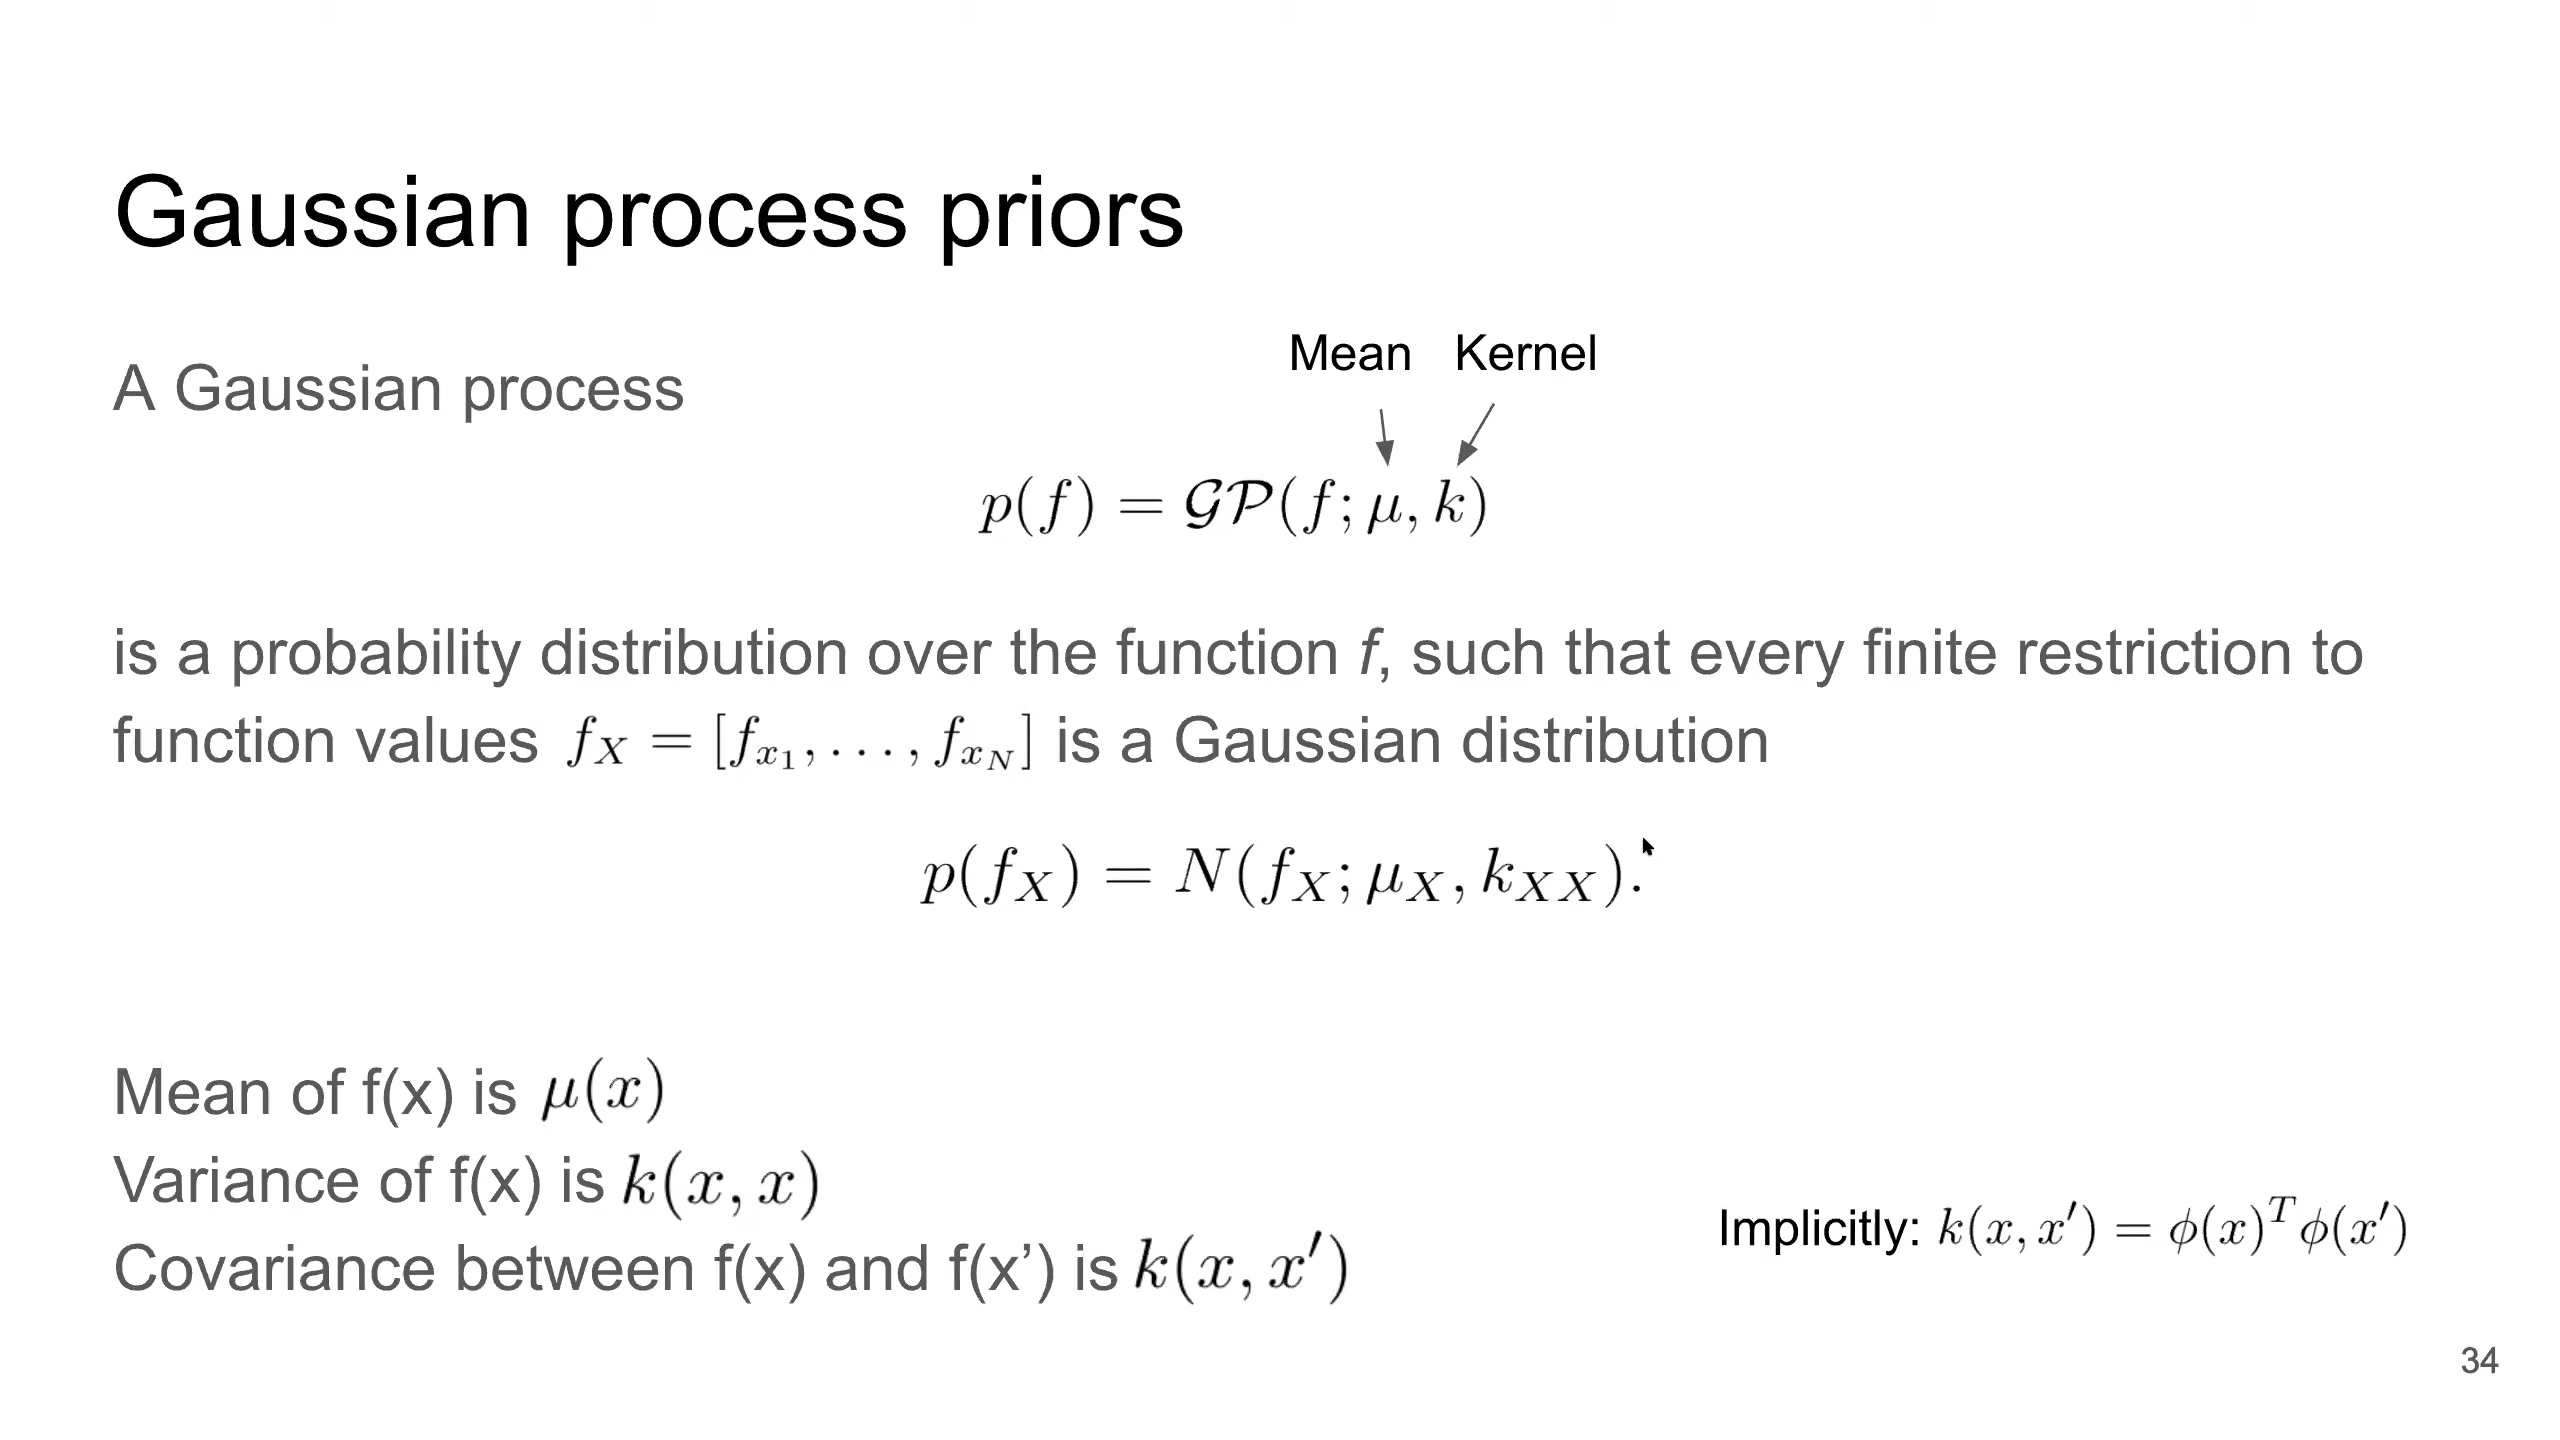 Gaussian process priors
Mean Kernel
A Gaussian process
p(f) = 𝒢𝒫(f; μ, k)
is a probability distribution over the function f, such that every finite restriction to
function values f_X = [f_{x_1}, . . . , f_{x_N}] is a Gaussian distribution
p(f_X) = N(f_X; μ_X, k_{XX}).
Mean of f(x) is μ(x)
Variance of f(x) is k(x, x)
Implicitly: k(x, x′) = ϕ(x)^T ϕ(x′)
Covariance between f(x) and f(x’) is k(x, x′)
34